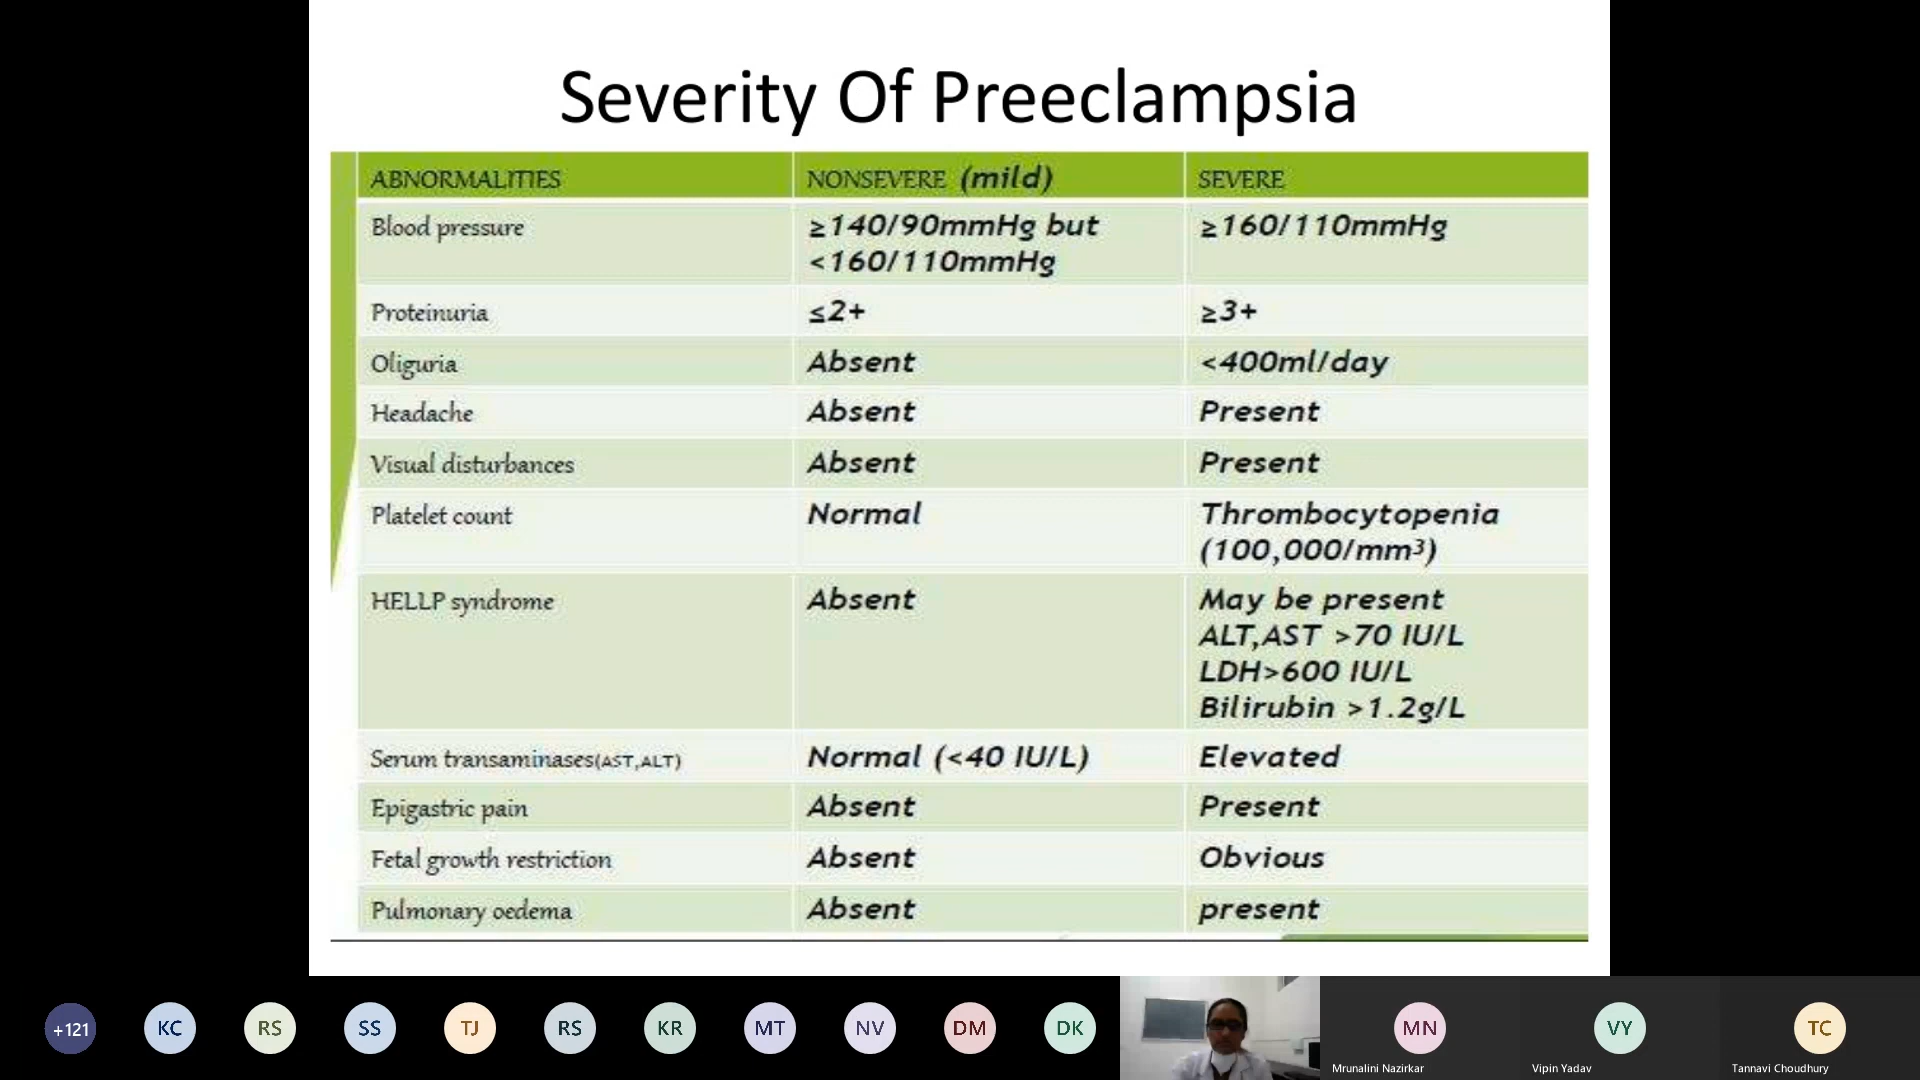 Severity Of Preeclampsia
ABNORMALITIES NONSEVERE (mild) SEVERE
Blood pressure ≥140/90mmHg but ≥160/110mmHg
<160/110mmHg
Proteinuria ≤2+ ≥3+
Oliguria Absent <400ml/day
Headache Absent Present
Visual disturbances Absent Present
Platelet count Normal Thrombocytopenia
(100,000/mm³)
HELLP syndrome Absent May be present
ALT,AST >70 IU/L
LDH>600 IU/L
Bilirubin >1.2g/L
Serum transaminases(AST,ALT) Normal (<40 IU/L) Elevated
Epigastric pain Absent Present
Fetal growth restriction Absent Obvious
Pulmonary oedema Absent present
+121 KC RS SS TJ RS KR MT NV DM DK MN VY TC
Mrunalini Nazirkar Vipin Yadav Tannavi Choudhury